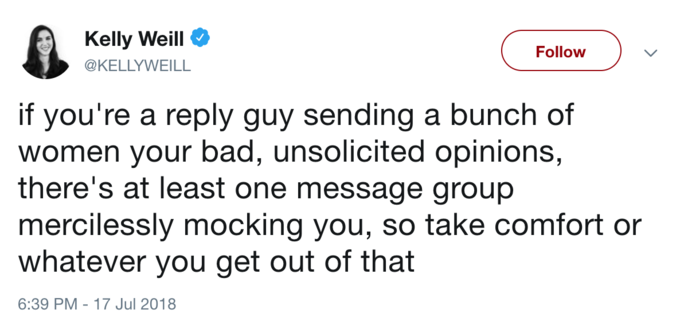 Kelly Weill
@KELLYWEILL
Follow
if you're a reply guy sending a bunch of
women your bad, unsolicited opinions,
there's at least one message group
mercilessly mocking you, so take comfort or
whatever you get out of that
6:39 PM - 17 Jul 2018